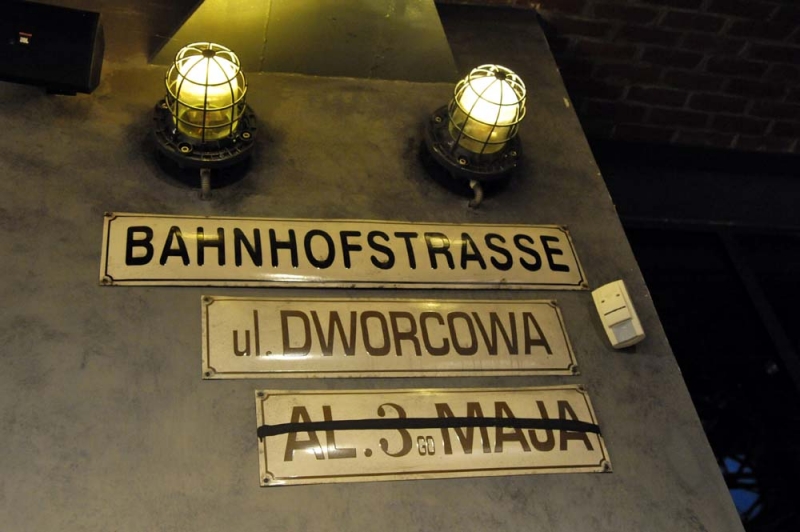 BAHNHOFSTRASSE
ul. DWORCOWA
AL. 3 GO MAJA